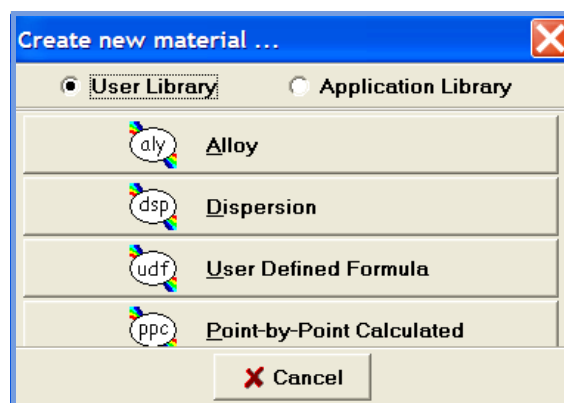 Create new material ...
User Library Application Library
aly Alloy
dsp Dispersion
udf User Defined Formula
ppc Point-by-Point Calculated
Cancel